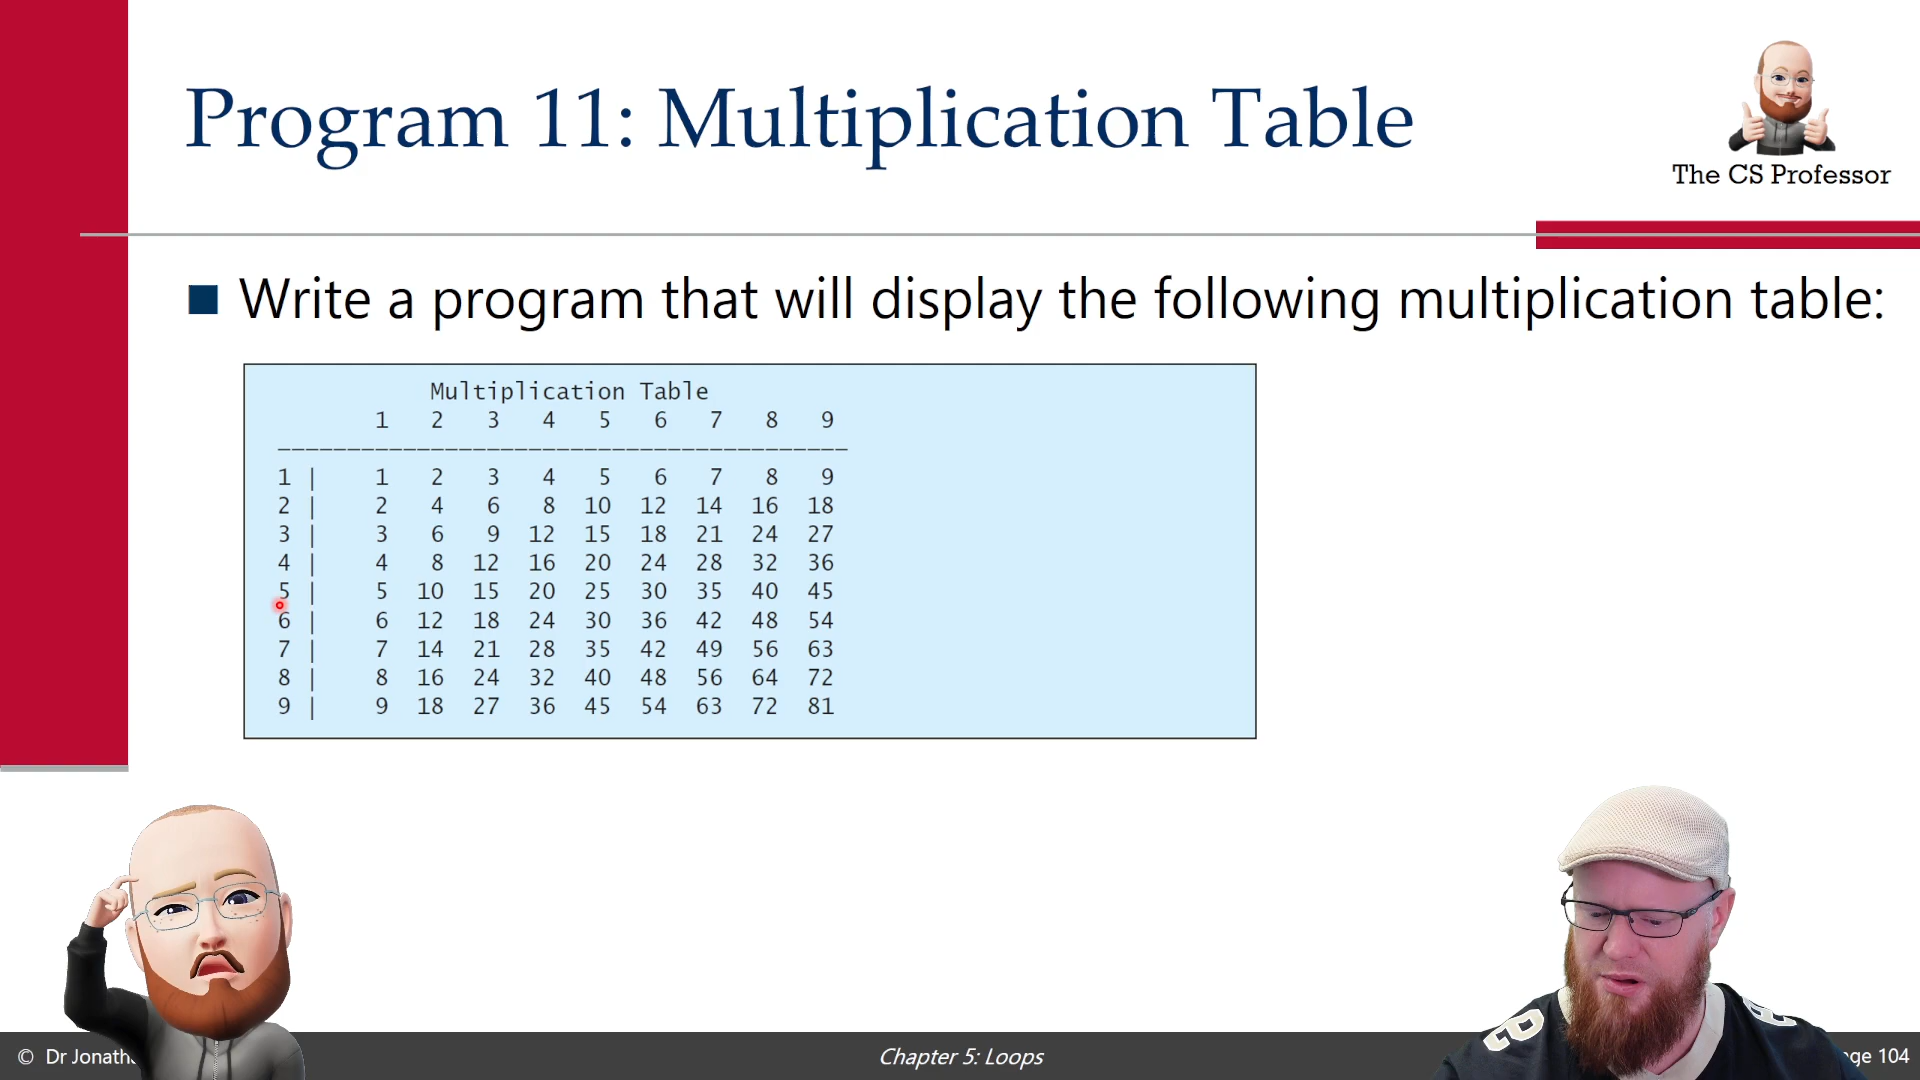 Program 11: Multiplication Table
The CS Professor
Write a program that will display the following multiplication table:
Multiplication Table
1 2 3 4 5 6 7 8 9
1 | 1 2 3 4 5 6 7 8 9
2 | 2 4 6 8 10 12 14 16 18
3 | 3 6 9 12 15 18 21 24 27
4 | 4 8 12 16 20 24 28 32 36
5 | 5 10 15 20 25 30 35 40 45
6 | 6 12 18 24 30 36 42 48 54
7 | 7 14 21 28 35 42 49 56 63
8 | 8 16 24 32 40 48 56 64 72
9 | 9 18 27 36 45 54 63 72 81
© Dr
Chapter 5: Loops
104